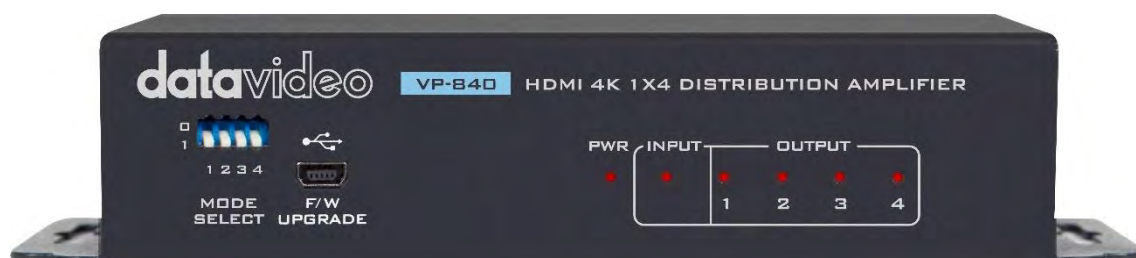 datavideo VP-840 HDMI 4K 1X4 DISTRIBUTION AMPLIFIER
0
1
1 2 3 4
MODE
SELECT
F/W
UPGRADE
PWR INPUT OUTPUT
1 2 3 4